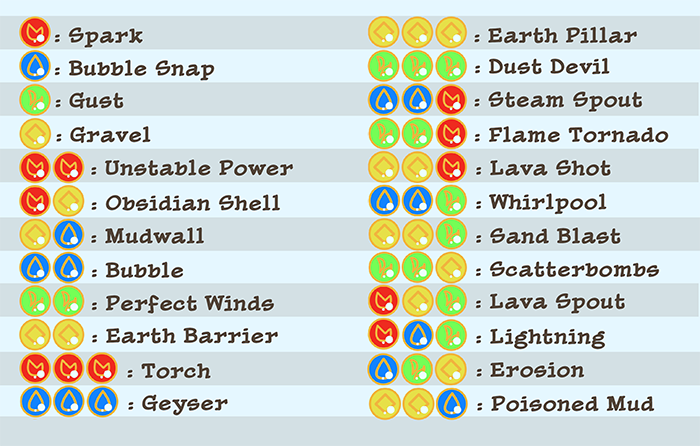 : Spark
: Bubble Snap
: Gust
: Gravel
: Unstable Power
: Obsidian Shell
: Mudwall
: Bubble
: Perfect Winds
: Earth Barrier
: Torch
: Geyser
: Earth Pillar
: Dust Devil
: Steam Spout
: Flame Tornado
: Lava Shot
: Whirlpool
: Sand Blast
: Scatterbombs
: Lava Spout
: Lightning
: Erosion
: Poisoned Mud